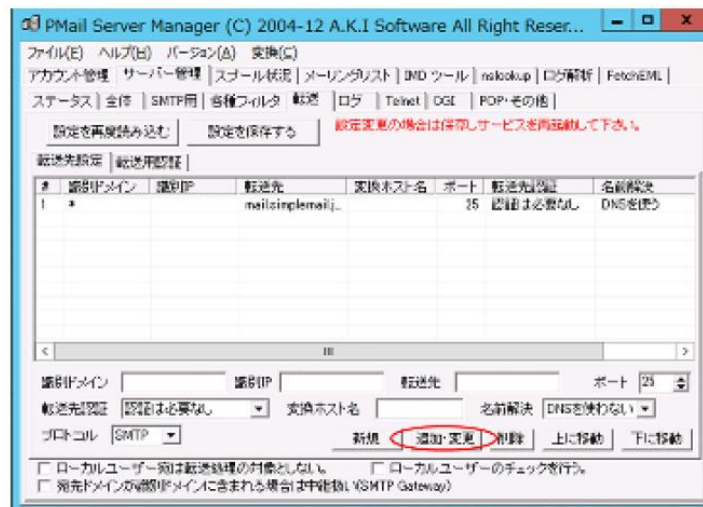 PMail Server Manager (C) 2004-12 A.K.I Software All Right Reser...
ファイル(E) ヘルプ(H) バージョン(A) 変換(C)
アカウント管理 サーバー管理 スプール状況 メーリングリスト IMD ツール nslookup ログ解析 FetchEML
ステータス 全体 SMTP用 各種フィルタ 転送 ログ Telnet CGI POP・その他
設定を再度読み込む 設定を保存する 設定変更の場合は保存しサービスを再起動して下さい。
転送先設定 転送用認証
# 識別ドメイン 識別IP 転送先 変換ホスト名 ポート 転送先認証 名前解決
1 * mailsimplemailj... 25 認証は必要なし DNSを使う
識別ドメイン 識別IP 転送先 ポート 25
転送先認証 認証は必要なし 変換ホスト名 名前解決 DNSを使わない
プロトコル SMTP 新規 追加・変更 削除 上に移動 下に移動
ローカルユーザー宛は転送処理の対象としない。 ローカルユーザーのチェックを行う。
宛先ドメインが識別ドメインに含まれる場合は中継扱い(SMTP Gateway)